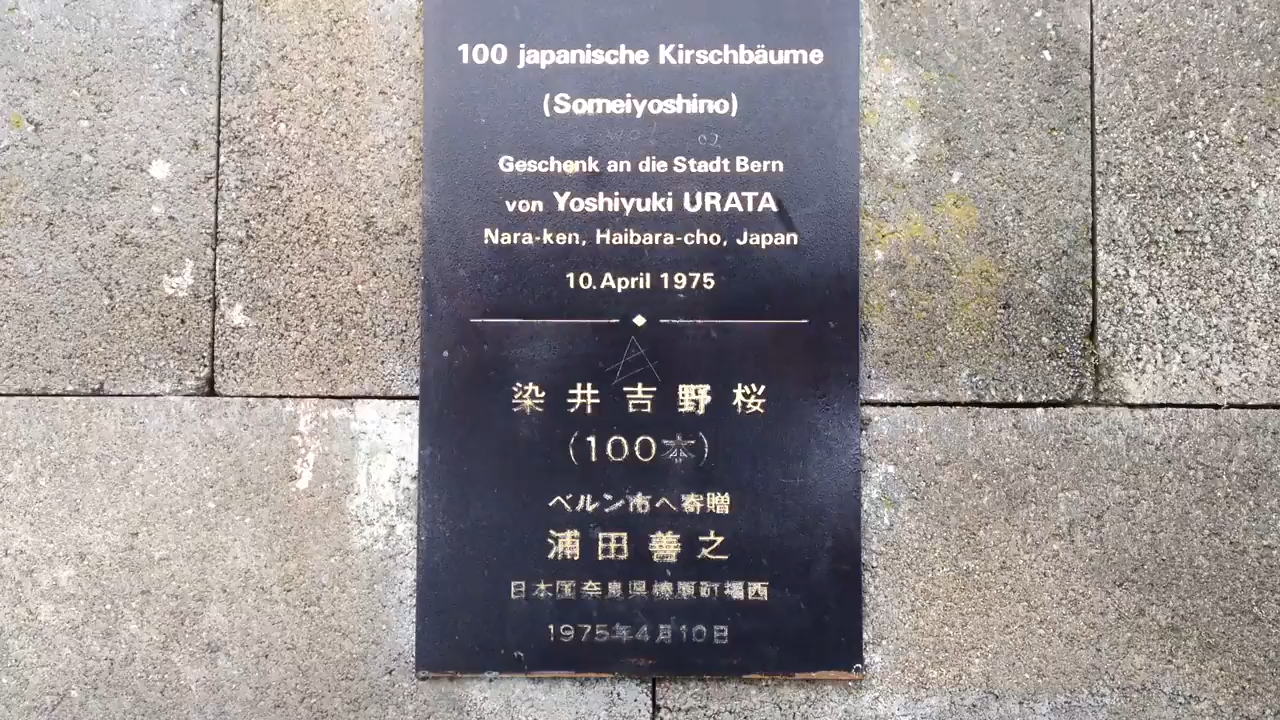 100 japanische Kirschbäume
(Someiyoshino)
Geschenk an die Stadt Bern
von Yoshiyuki URATA
Nara-ken, Haibara-cho, Japan
10. April 1975
染井吉野桜
(100本)
ベルン市へ寄贈
浦田善之
日本国奈良県榛原町
1975年4月10日